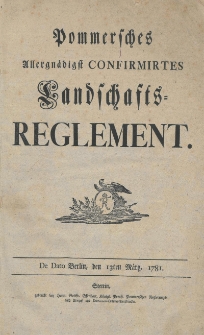 Pommersches
Allergnädigst CONFIRMIRTES
Landschafts-
REGLEMENT.
De Dato Berlin, den 13ten März. 1781.
Stettin,